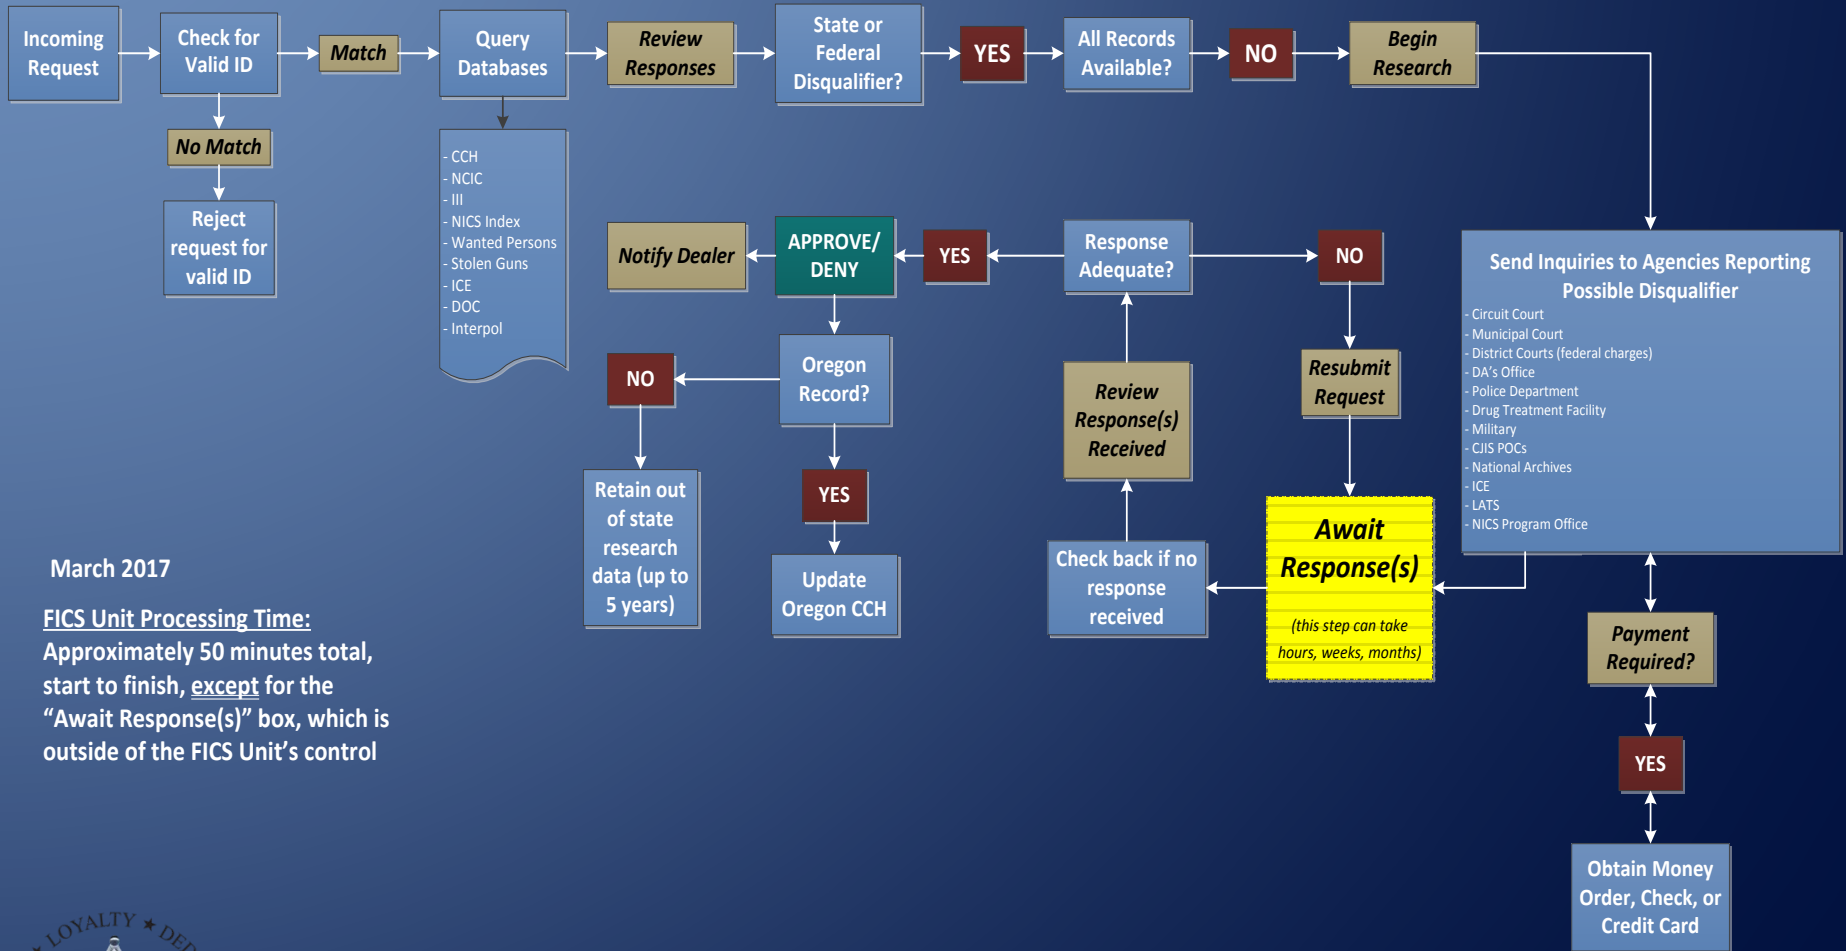 Incoming
Request
Check for
Valid ID
Match
Query
Databases
Review
Responses
State or
Federal
Disqualifier?
YES
All Records
Available?
NO
Begin
Research
No Match
Reject
request for
valid ID
- CCH
- NCIC
- III
- NICS Index
- Wanted Persons
- Stolen Guns
- ICE
- DOC
- Interpol
Notify Dealer
APPROVE/
DENY
YES
Response
Adequate?
NO
Send Inquiries to Agencies Reporting
Possible Disqualifier
- Circuit Court
- Municipal Court
- District Courts (federal charges)
- DA's Office
- Police Department
- Drug Treatment Facility
- Military
- CJIS POCs
- National Archives
- ICE
- LATS
- NICS Program Office
NO
Oregon
Record?
Review
Response(s)
Received
Resubmit
Request
Retain out
of state
research
data (up to
5 years)
YES
Update
Oregon CCH
Check back if no
response
received
Await
Response(s)
(this step can take
hours, weeks, months)
Payment
Required?
YES
Obtain Money
Order, Check, or
Credit Card
March 2017
FICS Unit Processing Time:
Approximately 50 minutes total,
start to finish, except for the
“Await Response(s)” box, which is
outside of the FICS Unit’s control
LOYALTY